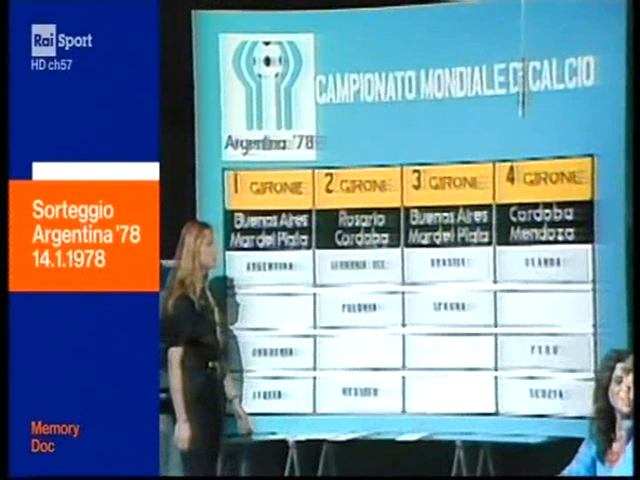 Rai Sport
HD ch57
CAMPIONATO MONDIALE DI CALCIO
Argentina '78
1 GIRONE 2 GIRONE 3 GIRONE 4 GIRONE
Buenos Aires Rosario Buenos Aires Cordoba
Mar del Plata Cordoba Mar del Plata Mendoza
ARGENTINA GERMANIA OCC. BRASILE OLANDA
POLONIA SPAGNA
UNGHERIA PERU
ITALIA MESSICO SCOZIA
Sorteggio
Argentina '78
14.1.1978
Memory
Doc